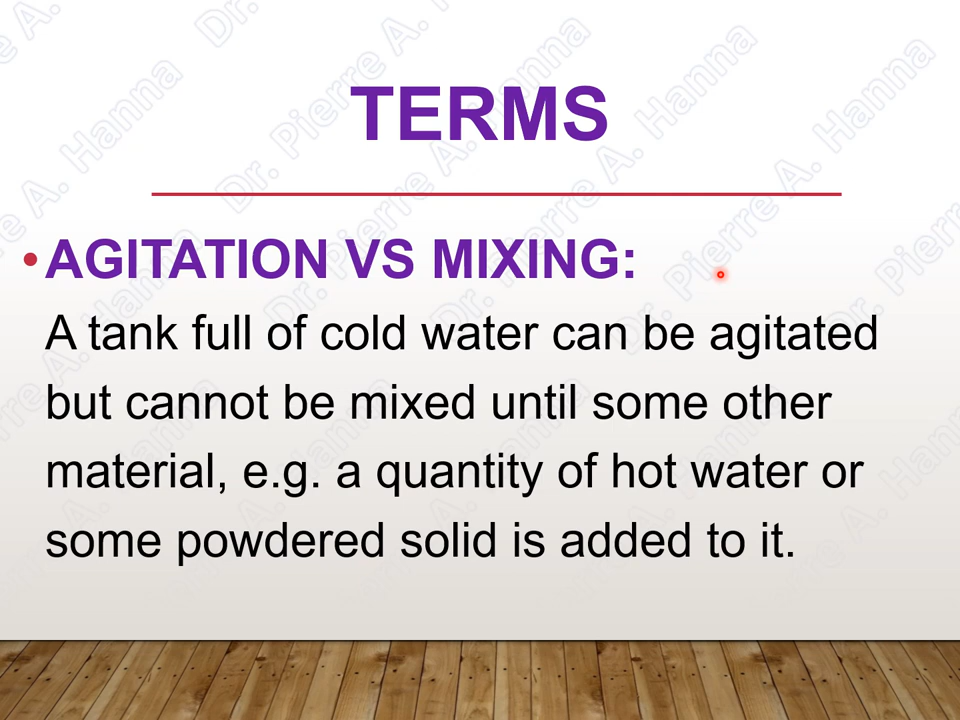 TERMS
• AGITATION VS MIXING:
A tank full of cold water can be agitated
but cannot be mixed until some other
material, e.g. a quantity of hot water or
some powdered solid is added to it.
Dr. Pierre A. Hanna